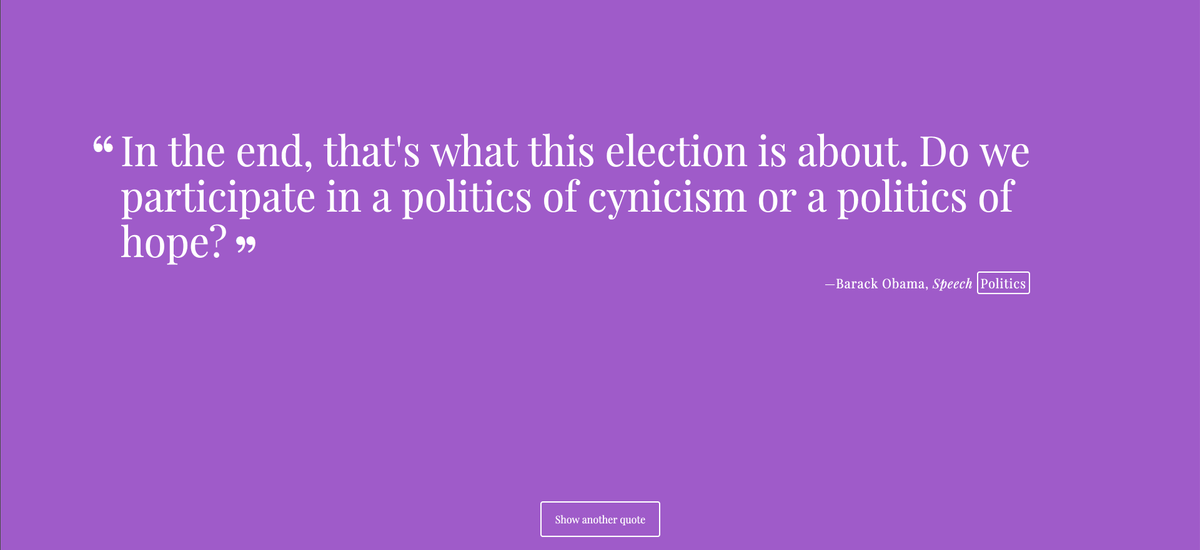 “In the end, that's what this election is about. Do we
participate in a politics of cynicism or a politics of
hope?”
—Barack Obama, Speech Politics
Show another quote